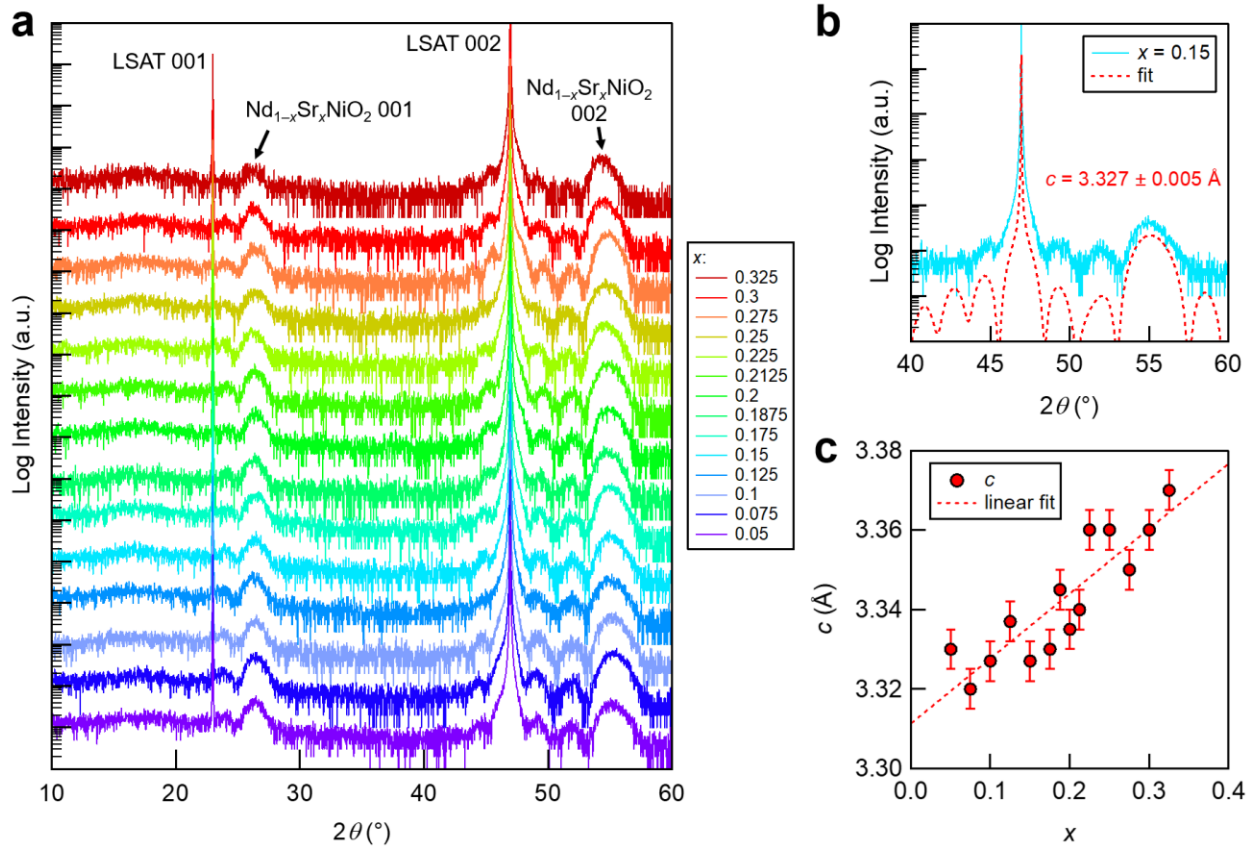 a
LSAT 001
LSAT 002
Nd₁₋ₓSrₓNiO₂ 001
Nd₁₋ₓSrₓNiO₂
002
Log Intensity (a.u.)
10
20
30
40
50
60
2θ (°)
x:
0.325
0.3
0.275
0.25
0.225
0.2125
0.2
0.1875
0.175
0.15
0.125
0.1
0.075
0.05
b
x = 0.15
fit
c = 3.327 ± 0.005 Å
Log Intensity (a.u.)
40
45
50
55
60
2θ (°)
c
c
linear fit
3.38
3.36
3.34
3.32
3.30
c (Å)
0.0
0.1
0.2
0.3
0.4
x